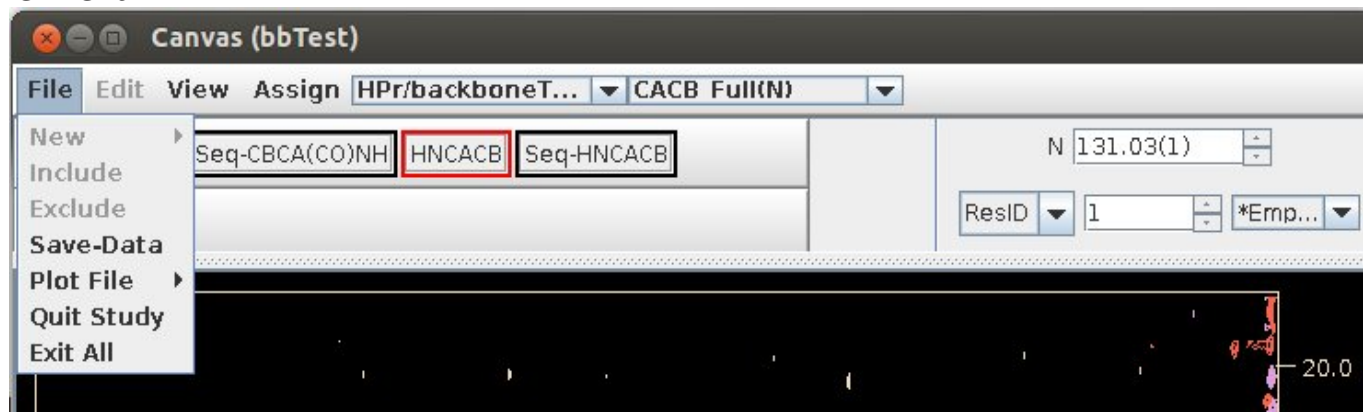 Canvas (bbTest)
File Edit View Assign HPr/backboneT... CACB Full(N)
New
Include
Exclude
Save-Data
Plot File
Quit Study
Exit All
Seq-CBCA(CO)NH HNCACB Seq-HNCACB
N 131.03(1)
ResID 1 *Emp...
20.0